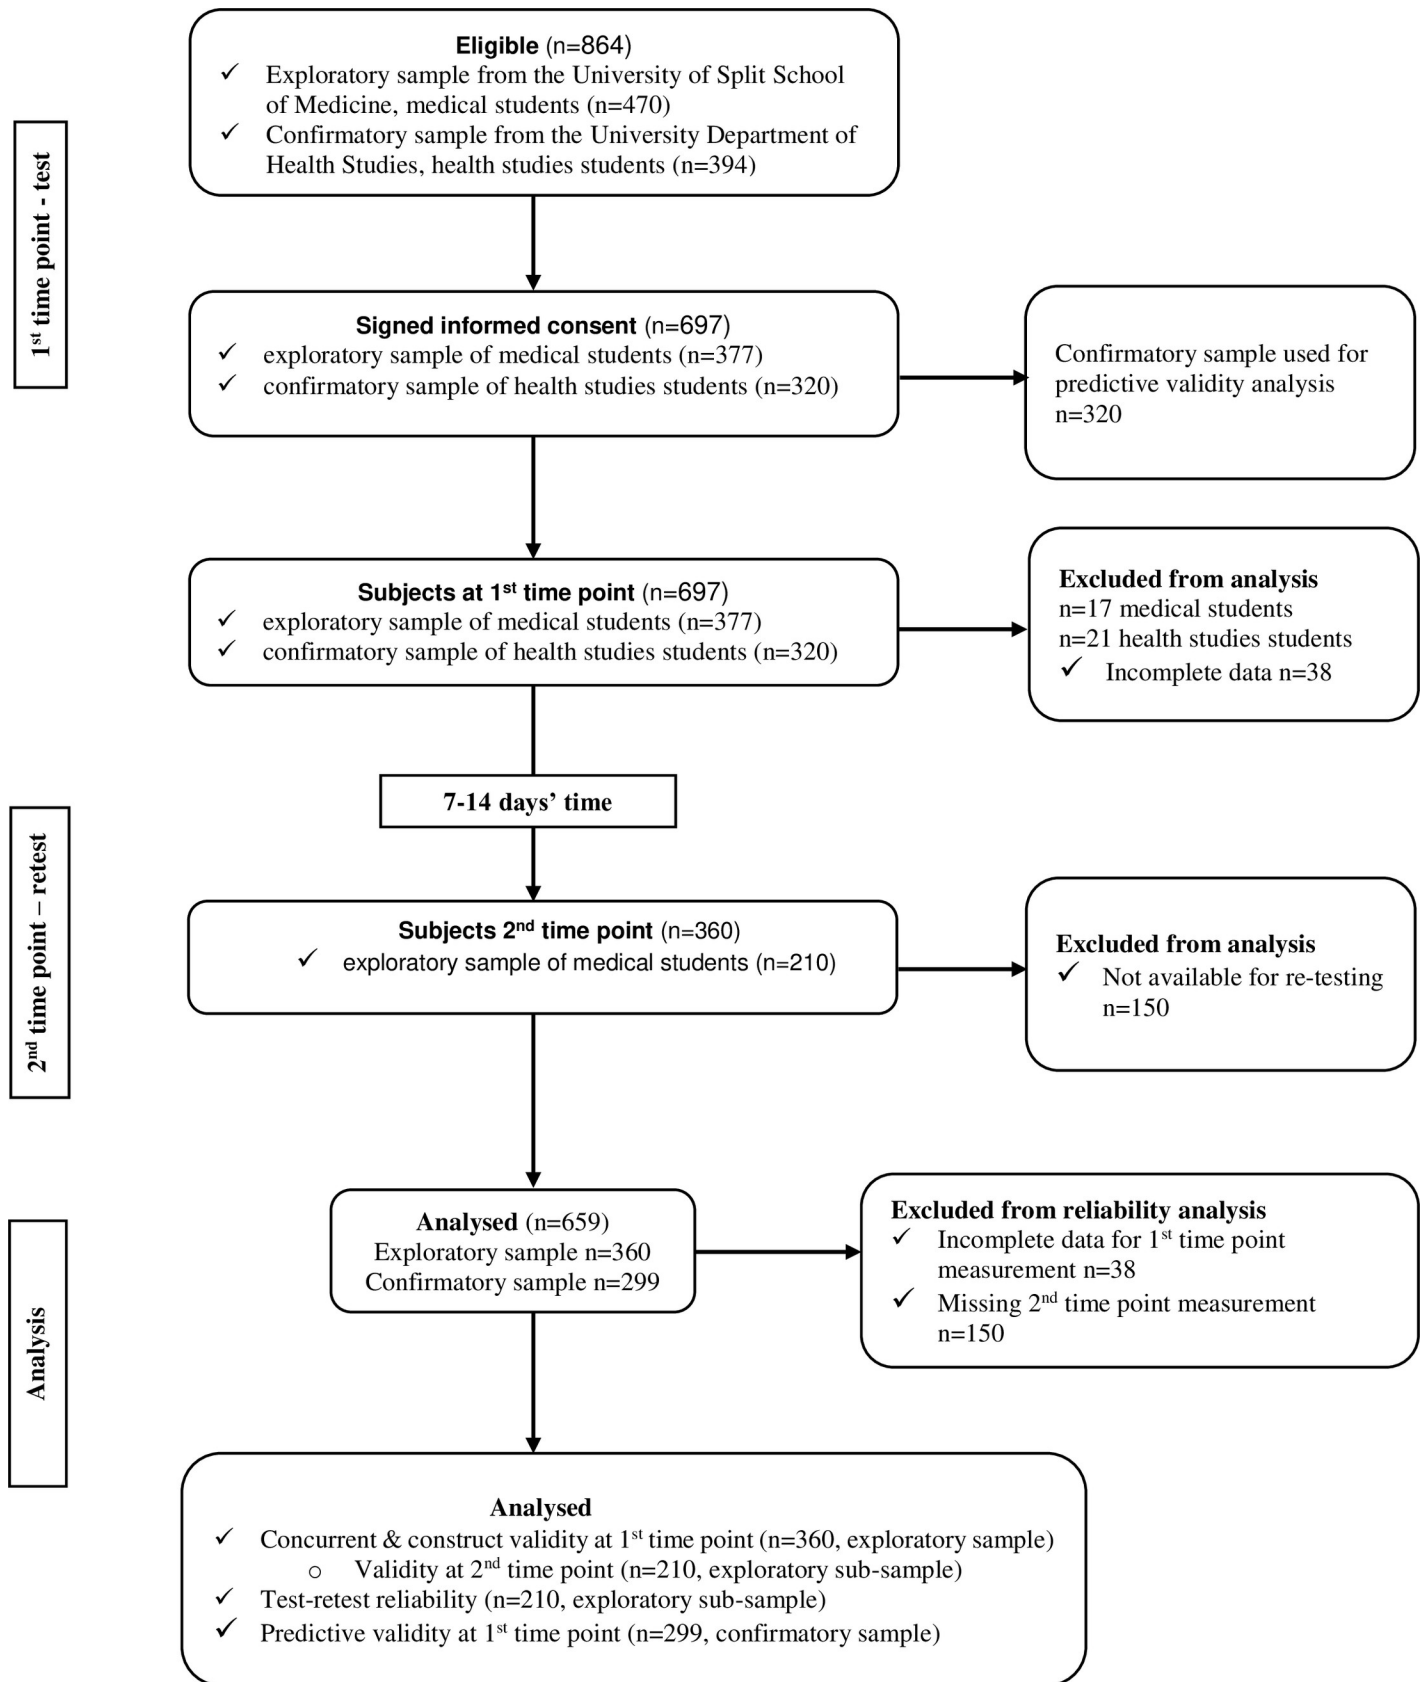 1st time point - test
Eligible (n=864)
✓ Exploratory sample from the University of Split School
of Medicine, medical students (n=470)
✓ Confirmatory sample from the University Department of
Health Studies, health studies students (n=394)
Signed informed consent (n=697)
✓ exploratory sample of medical students (n=377)
✓ confirmatory sample of health studies students (n=320)
Confirmatory sample used for
predictive validity analysis
n=320
Subjects at 1st time point (n=697)
✓ exploratory sample of medical students (n=377)
✓ confirmatory sample of health studies students (n=320)
Excluded from analysis
n=17 medical students
n=21 health studies students
✓ Incomplete data n=38
7-14 days’ time
2nd time point – retest
Subjects 2nd time point (n=360)
✓ exploratory sample of medical students (n=210)
Excluded from analysis
✓ Not available for re-testing
n=150
Analysis
Analysed (n=659)
Exploratory sample n=360
Confirmatory sample n=299
Excluded from reliability analysis
✓ Incomplete data for 1st time point
measurement n=38
✓ Missing 2nd time point measurement
n=150
Analysed
✓ Concurrent & construct validity at 1st time point (n=360, exploratory sample)
o Validity at 2nd time point (n=210, exploratory sub-sample)
✓ Test-retest reliability (n=210, exploratory sub-sample)
✓ Predictive validity at 1st time point (n=299, confirmatory sample)